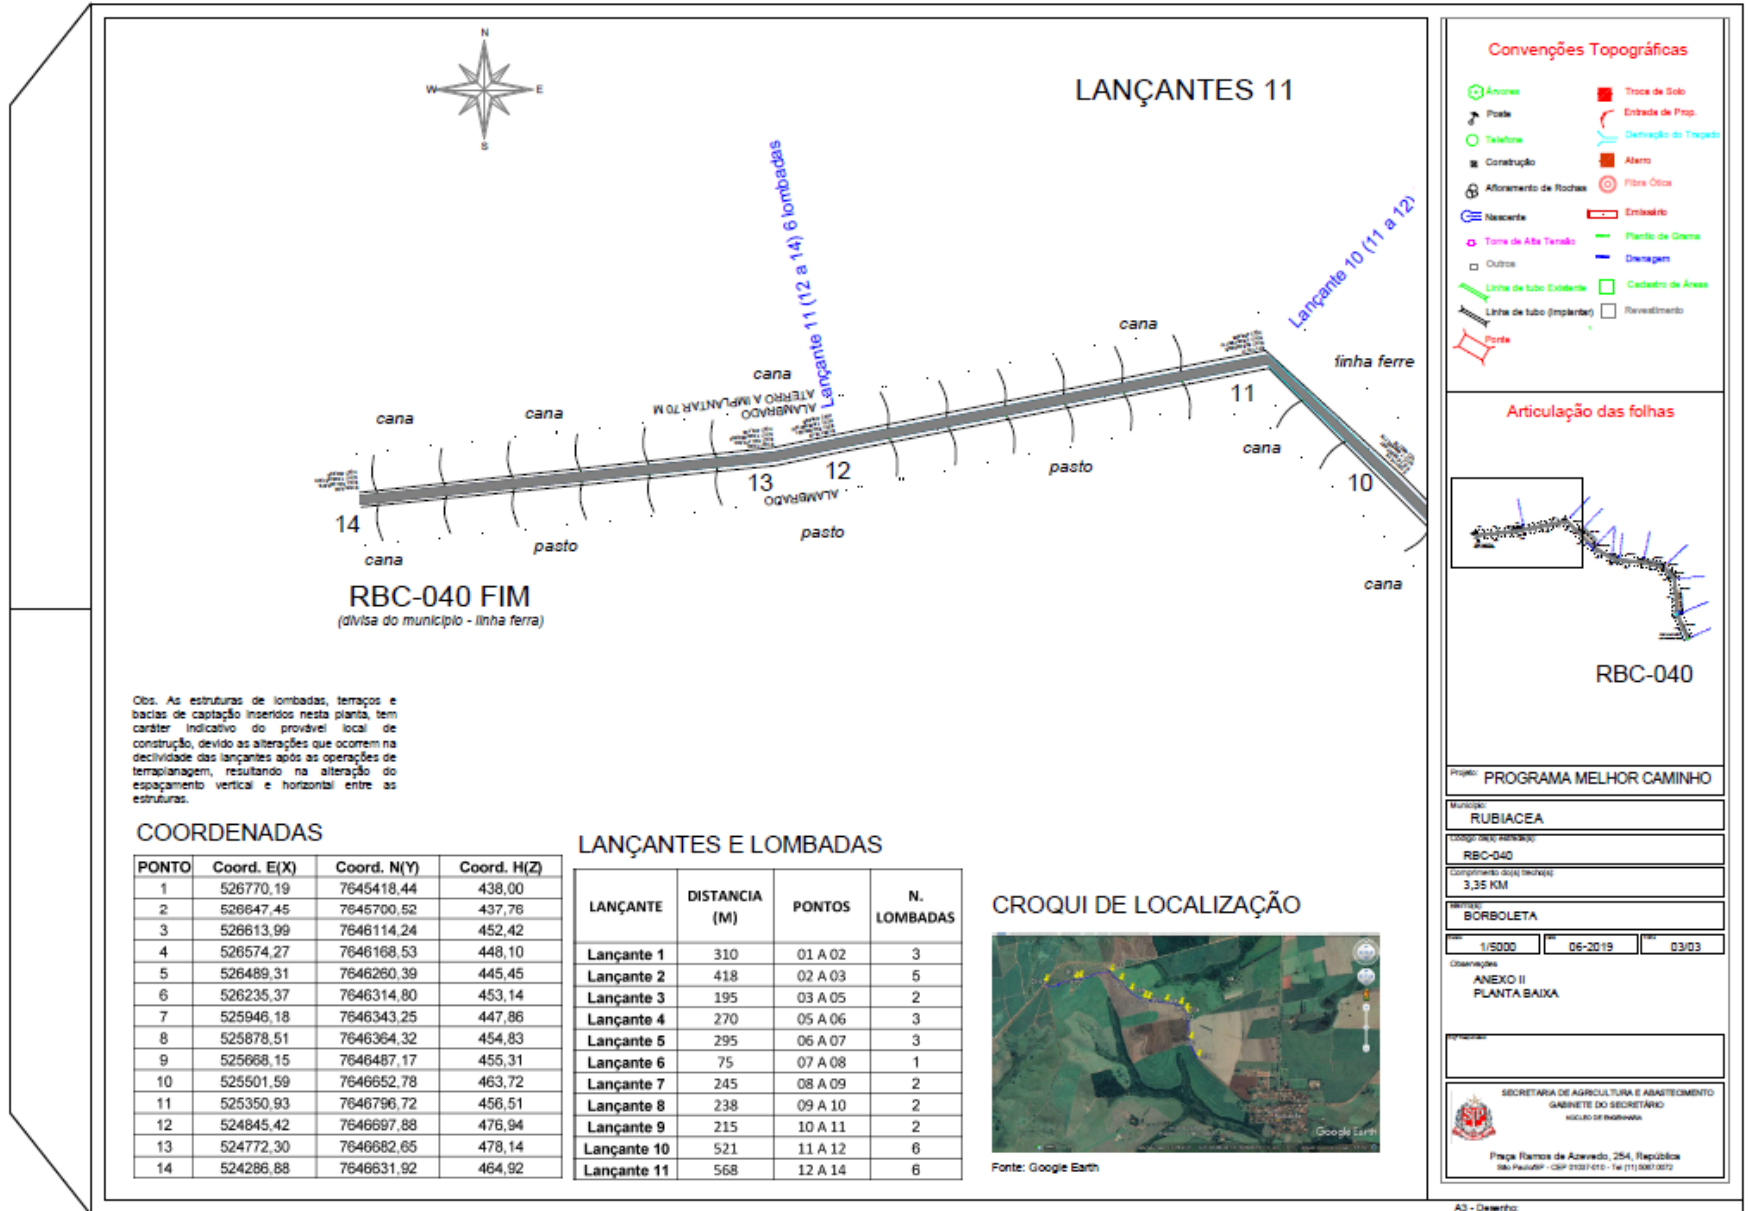 N
W
E
S
LANÇANTES 11
Lançante 11 (12 a 14) 6 lombadas
Lançante 10 (11 a 12)
cana
linha ferre
cana
cana
cana
ATERRO A IMPLANTAR 70 M
ALAMBRADO
11
cana
pasto
12
13
10
ALAMBRADO
14
pasto
pasto
cana
cana
RBC-040 FIM
(divisa do municipio - linha ferra)
Obs. As estruturas de lombadas, terraços e
bacias de captação inseridos nesta planta, tem
caráter indicativo do provável local de
construção, devido as alterações que ocorrem na
declividade das lançantes após as operações de
terraplanagem, resultando na alteração do
espaçamento vertical e horizontal entre as
estruturas.
COORDENADAS
PONTO Coord. E(X) Coord. N(Y) Coord. H(Z)
1 526770,19 7645418,44 438,00
2 526647,45 7645700,52 437,76
3 526613,99 7646114,24 452,42
4 526574,27 7646168,53 448,10
5 526489,31 7646260,39 445,45
6 526235,37 7646314,80 453,14
7 525946,18 7646343,25 447,86
8 525878,51 7646364,32 454,83
9 525668,15 7646487,17 455,31
10 525501,59 7646652,78 463,72
11 525350,93 7646796,72 456,51
12 524845,42 7646697,88 476,94
13 524772,30 7646682,65 478,14
14 524286,88 7646631,92 464,92
LANÇANTES E LOMBADAS
LANÇANTE DISTANCIA (M) PONTOS N. LOMBADAS
Lançante 1 310 01 A 02 3
Lançante 2 418 02 A 03 5
Lançante 3 195 03 A 05 2
Lançante 4 270 05 A 06 3
Lançante 5 295 06 A 07 3
Lançante 6 75 07 A 08 1
Lançante 7 245 08 A 09 2
Lançante 8 238 09 A 10 2
Lançante 9 215 10 A 11 2
Lançante 10 521 11 A 12 6
Lançante 11 568 12 A 14 6
CROQUI DE LOCALIZAÇÃO
Google Earth
Fonte: Google Earth
Convenções Topográficas
Árvores
Troca de Solo
Poste
Entrada de Prop.
Telefone
Derivação do Traçado
Construção
Aterro
Afloramento de Rochas
Fibra Ótica
Nascente
Emissário
Torre de Alta Tensão
Plantio de Grama
Outros
Drenagem
Linha de tubo Existente
Cadastro de Áreas
Linha de tubo (Implantar)
Revestimento
Ponte
Articulação das folhas
RBC-040
Projeto: PROGRAMA MELHOR CAMINHO
Município:
RUBIACEA
Código da(s) estrada(s):
RBC-040
Comprimento do(s) trecho(s):
3,35 KM
BORBOLETA
1/5000
06-2019
03/03
Observações
ANEXO II
PLANTA BAIXA
SECRETARIA DE AGRICULTURA E ABASTECIMENTO
GABINETE DO SECRETÁRIO
NÚCLEO DE ENGENHARIA
Praça Ramos de Azevedo, 254, República
A3 - Desenho: